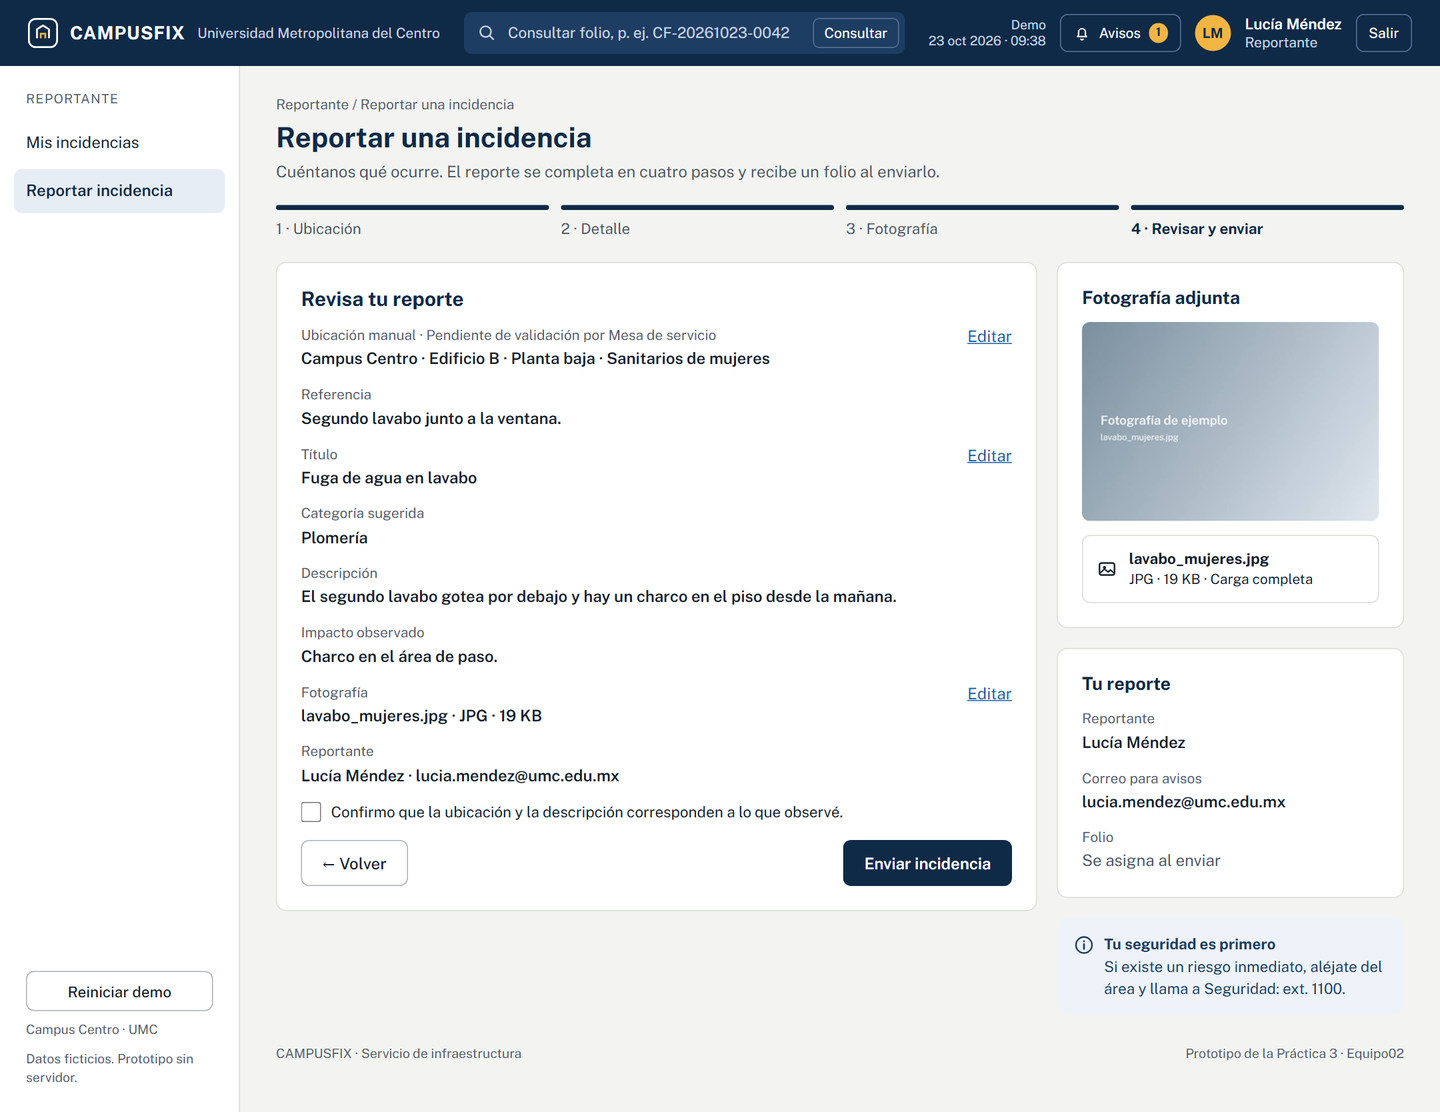 CAMPUSFIX Universidad Metropolitana del Centro
Consultar folio, p. ej. CF-20261023-0042
Consultar
Demo
23 oct 2026 · 09:38
Avisos 1
LM
Lucía Méndez
Reportante
Salir
REPORTANTE
Mis incidencias
Reportar incidencia
Reportante / Reportar una incidencia
Reportar una incidencia
Cuéntanos qué ocurre. El reporte se completa en cuatro pasos y recibe un folio al enviarlo.
1 · Ubicación
2 · Detalle
3 · Fotografía
4 · Revisar y enviar
Revisa tu reporte
Ubicación manual · Pendiente de validación por Mesa de servicio
Editar
Campus Centro · Edificio B · Planta baja · Sanitarios de mujeres
Referencia
Segundo lavabo junto a la ventana.
Título
Editar
Fuga de agua en lavabo
Categoría sugerida
Plomería
Descripción
El segundo lavabo gotea por debajo y hay un charco en el piso desde la mañana.
Impacto observado
Charco en el área de paso.
Fotografía
Editar
lavabo_mujeres.jpg · JPG · 19 KB
Reportante
Lucía Méndez · lucia.mendez@umc.edu.mx
Confirmo que la ubicación y la descripción corresponden a lo que observé.
← Volver
Enviar incidencia
Fotografía adjunta
Fotografía de ejemplo
lavabo_mujeres.jpg
lavabo_mujeres.jpg
JPG · 19 KB · Carga completa
Tu reporte
Reportante
Lucía Méndez
Correo para avisos
lucia.mendez@umc.edu.mx
Folio
Se asigna al enviar
Tu seguridad es primero
Si existe un riesgo inmediato, aléjate del
área y llama a Seguridad: ext. 1100.
Reiniciar demo
Campus Centro · UMC
Datos ficticios. Prototipo sin
servidor.
CAMPUSFIX · Servicio de infraestructura
Prototipo de la Práctica 3 · Equipo02